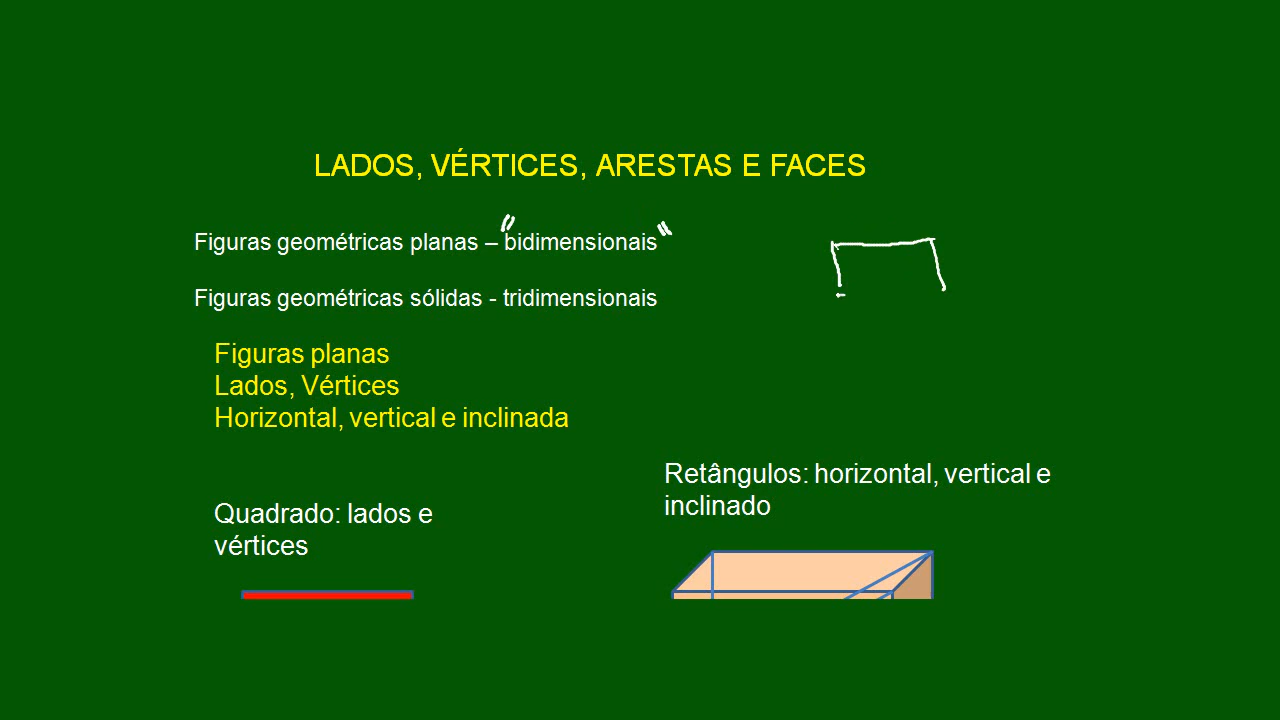 LADOS, VÉRTICES, ARESTAS E FACES
Figuras geométricas planas – "bidimensionais"
Figuras geométricas sólidas - tridimensionais
Figuras planas
Lados, Vértices
Horizontal, vertical e inclinada
Retângulos: horizontal, vertical e
inclinado
Quadrado: lados e
vértices